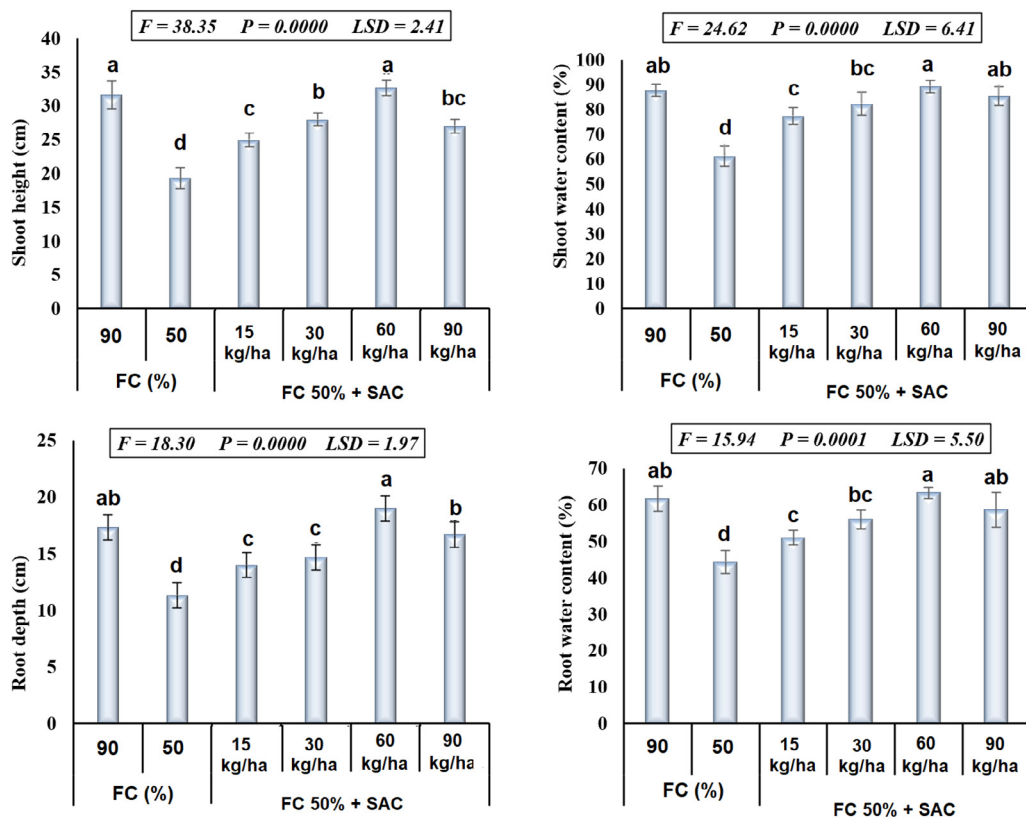 F = 38.35 P = 0.0000 LSD = 2.41
Shoot height (cm)
40
35
30
25
20
15
10
5
0
a
d
c
b
a
bc
90 50 15 30 60 90
kg/ha kg/ha kg/ha kg/ha
FC (%) FC 50% + SAC
F = 24.62 P = 0.0000 LSD = 6.41
Shoot water content (%)
100
90
80
70
60
50
40
30
20
10
0
ab
d
c
bc
a
ab
90 50 15 30 60 90
kg/ha kg/ha kg/ha kg/ha
FC (%) FC 50% + SAC
F = 18.30 P = 0.0000 LSD = 1.97
Root depth (cm)
25
20
15
10
5
0
ab
d
c
c
a
b
90 50 15 30 60 90
kg/ha kg/ha kg/ha kg/ha
FC (%) FC 50% + SAC
F = 15.94 P = 0.0001 LSD = 5.50
Root water content (%)
70
60
50
40
30
20
10
0
ab
d
c
bc
a
ab
90 50 15 30 60 90
kg/ha kg/ha kg/ha kg/ha
FC (%) FC 50% + SAC